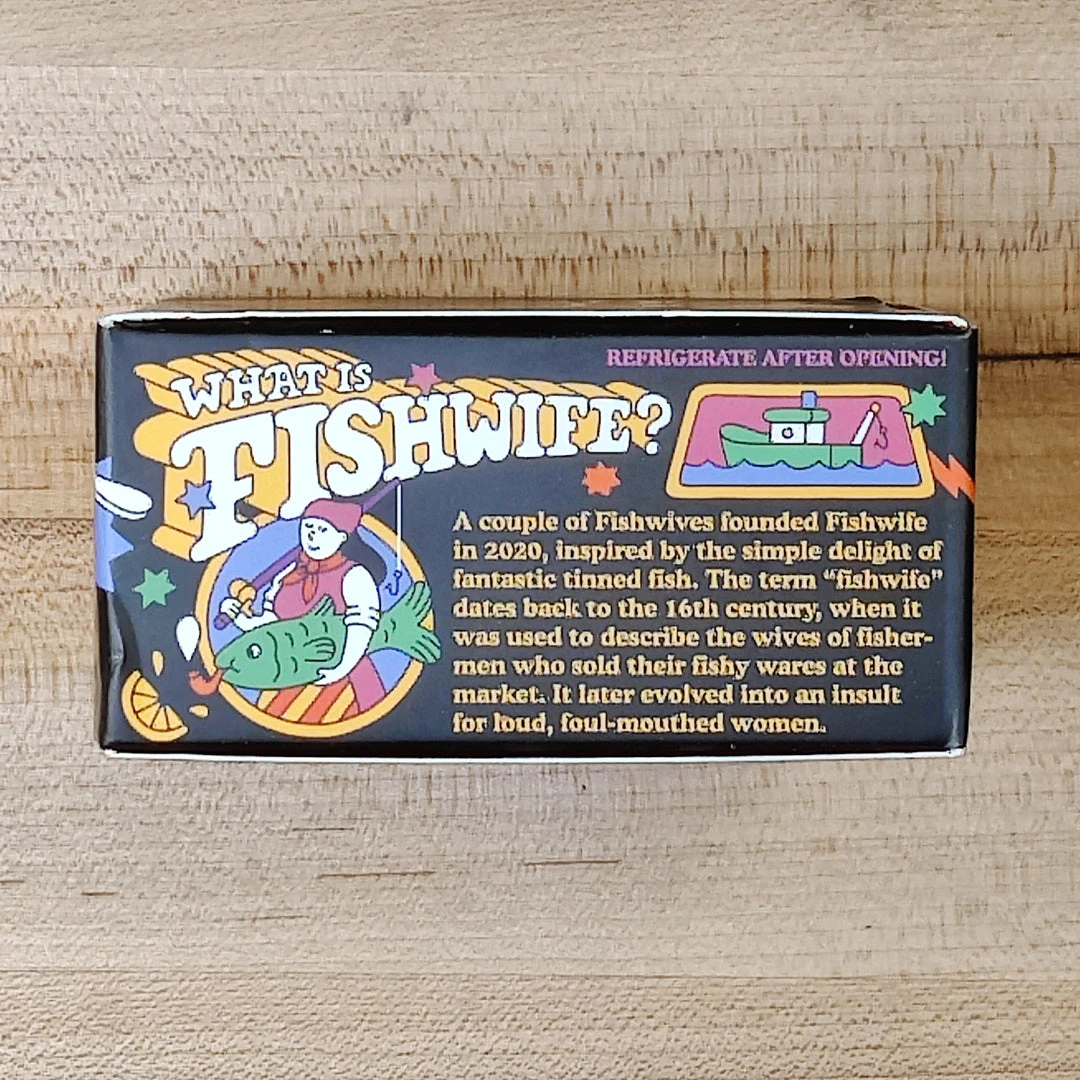 WHAT IS
FISHWIFE?
REFRIGERATE AFTER OPENING!
A couple of Fishwives founded Fishwife
in 2020, inspired by the simple delight of
fantastic tinned fish. The term “fishwife”
dates back to the 16th century, when it
was used to describe the wives of fisher-
men who sold their fishy wares at the
market. It later evolved into an insult
for loud, foul-mouthed women.